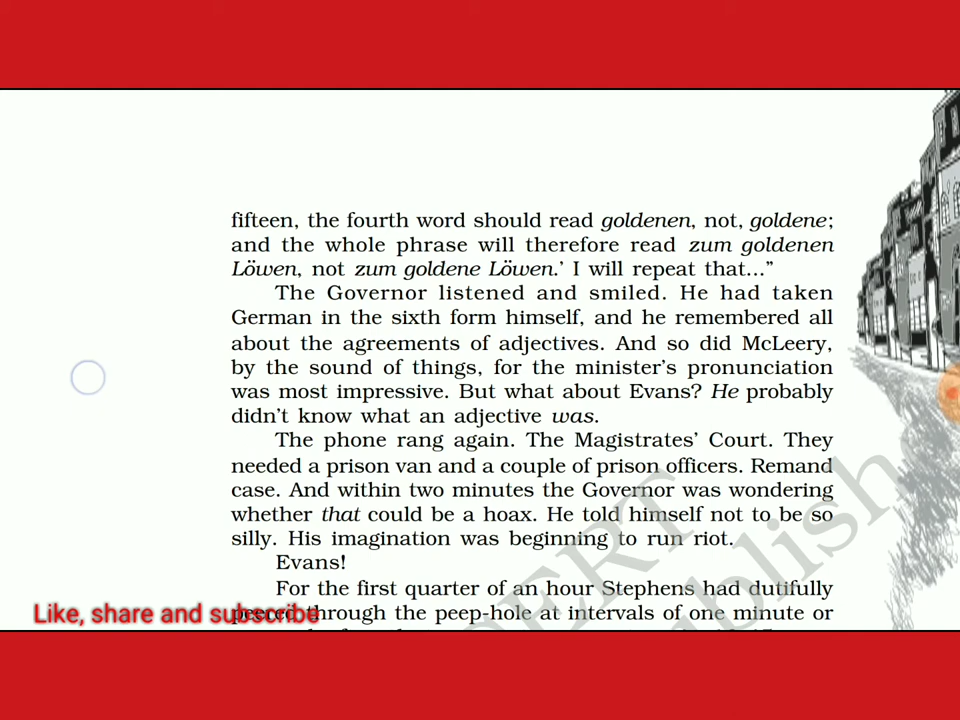 fifteen, the fourth word should read goldenen, not, goldene;
and the whole phrase will therefore read zum goldenen
Löwen, not zum goldene Löwen.’ I will repeat that...”
The Governor listened and smiled. He had taken
German in the sixth form himself, and he remembered all
about the agreements of adjectives. And so did McLeery,
by the sound of things, for the minister’s pronunciation
was most impressive. But what about Evans? He probably
didn’t know what an adjective was.
The phone rang again. The Magistrates’ Court. They
needed a prison van and a couple of prison officers. Remand
case. And within two minutes the Governor was wondering
whether that could be a hoax. He told himself not to be so
silly. His imagination was beginning to run riot.
Evans!
For the first quarter of an hour Stephens had dutifully
peered through the peep-hole at intervals of one minute or
Like, share and subscribe